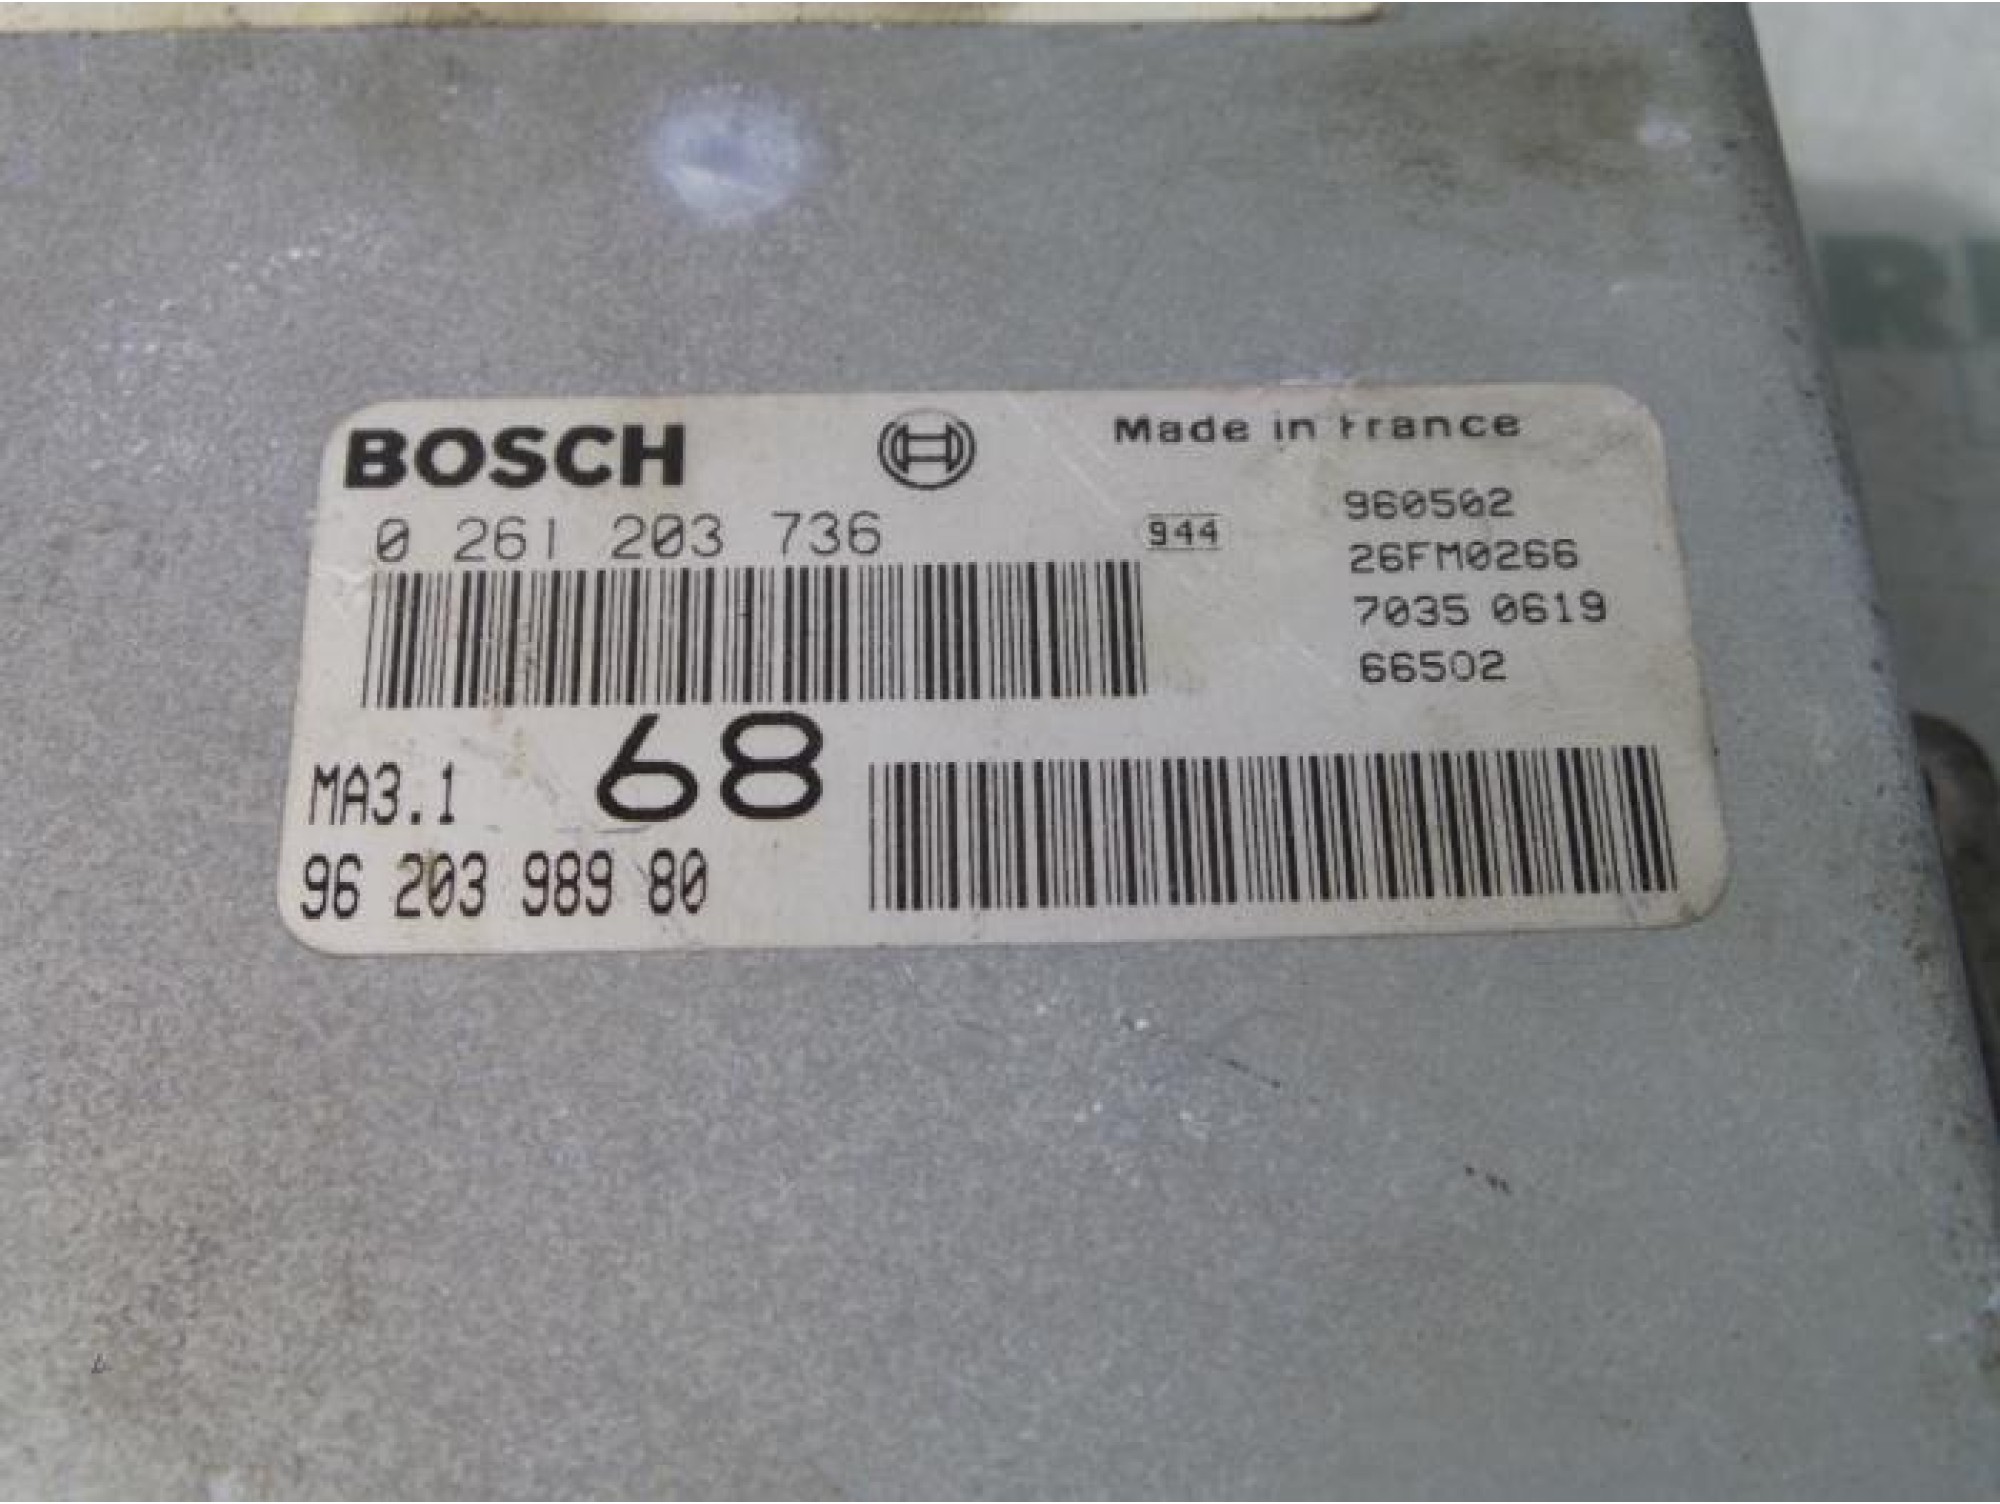 BOSCH
Made in France
0 261 203 736
944
960502
26FM0266
7035 0619
66502
MA3.1
68
96 203 989 80